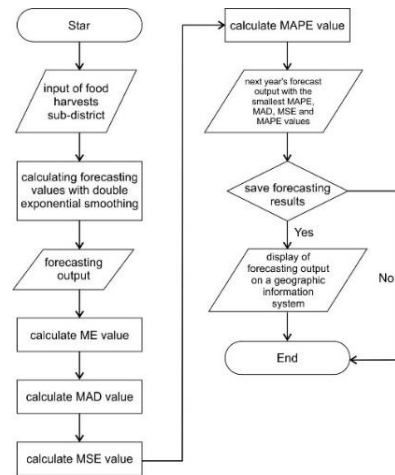 Star
input of food
harvests
sub-district
calculating forecasting
values with double
exponential smoothing
forecasting
output
calculate ME value
calculate MAD value
calculate MSE value
calculate MAPE value
next year's forecast
output with the
smallest MAPE,
MAD, MSE and
MAPE values
save forecasting
results
Yes
No
display of
forecasting output
on a geographic
information
system
End